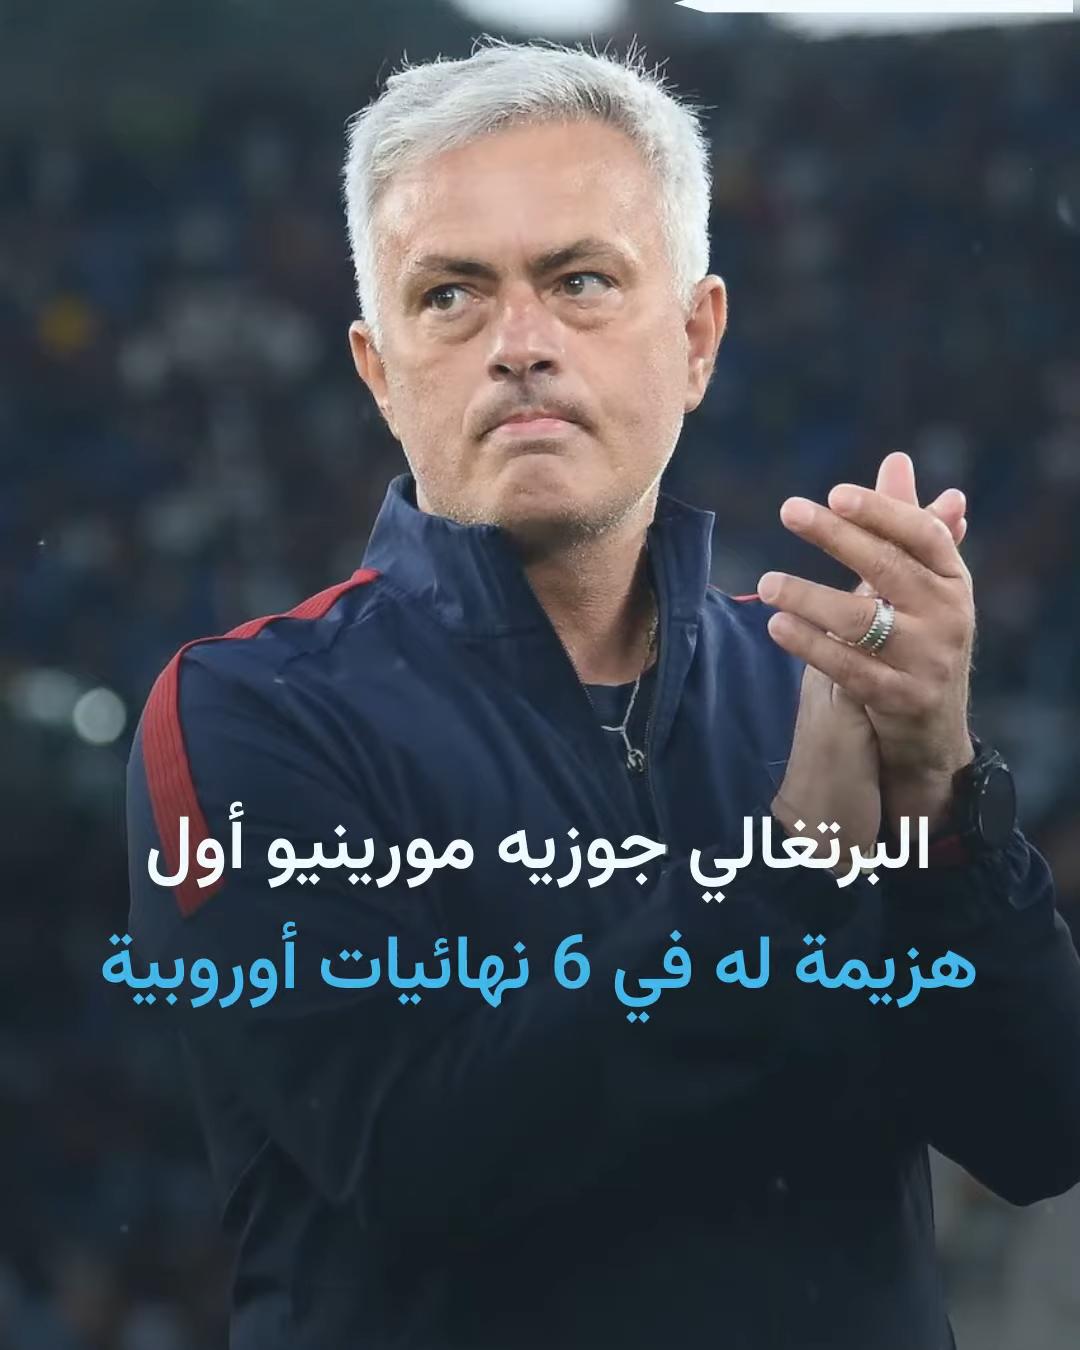 البرتغالي جوزيه مورينيو أول
هزيمة له في 6 نهائيات أوروبية